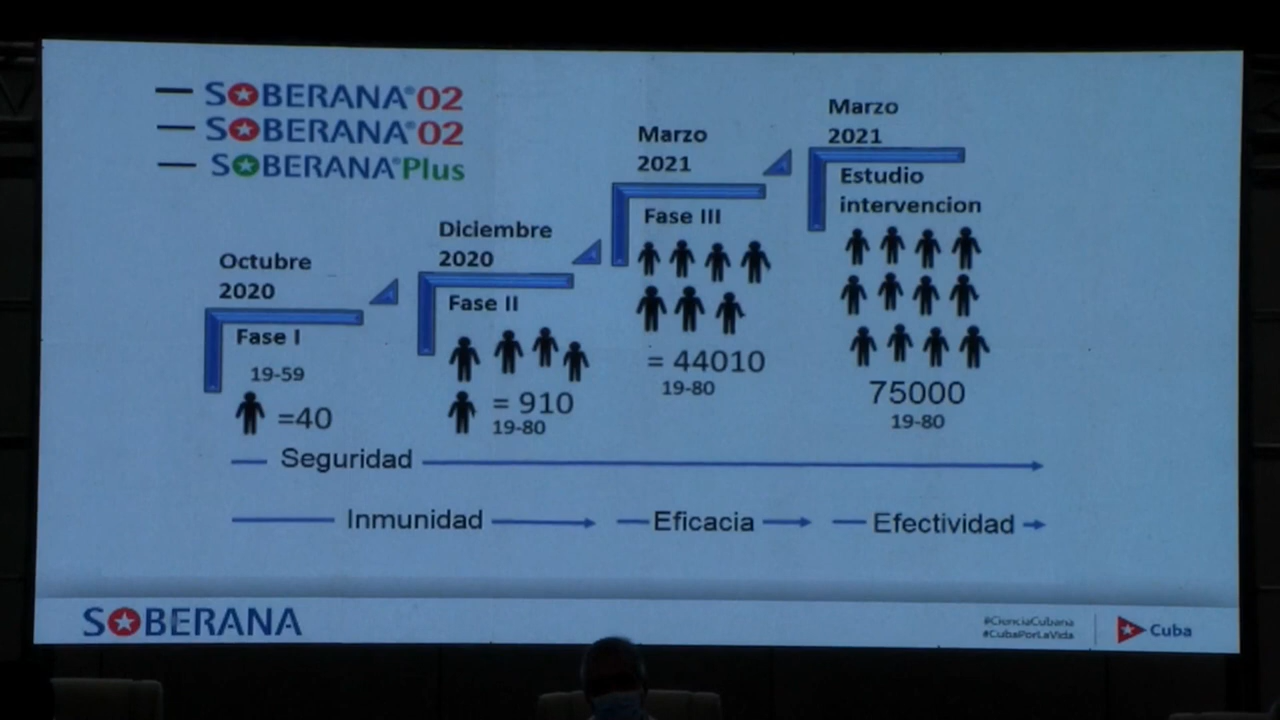 SOBERANA®02
SOBERANA®02
SOBERANA®Plus
Octubre
2020
Fase I
19-59
=40
Diciembre
2020
Fase II
= 910
19-80
Marzo
2021
Fase III
= 44010
19-80
Marzo
2021
Estudio
intervencion
75000
19-80
Seguridad
Inmunidad
Eficacia
Efectividad
SOBERANA
#CienciaCubana
#CubaPorLaVida
Cuba